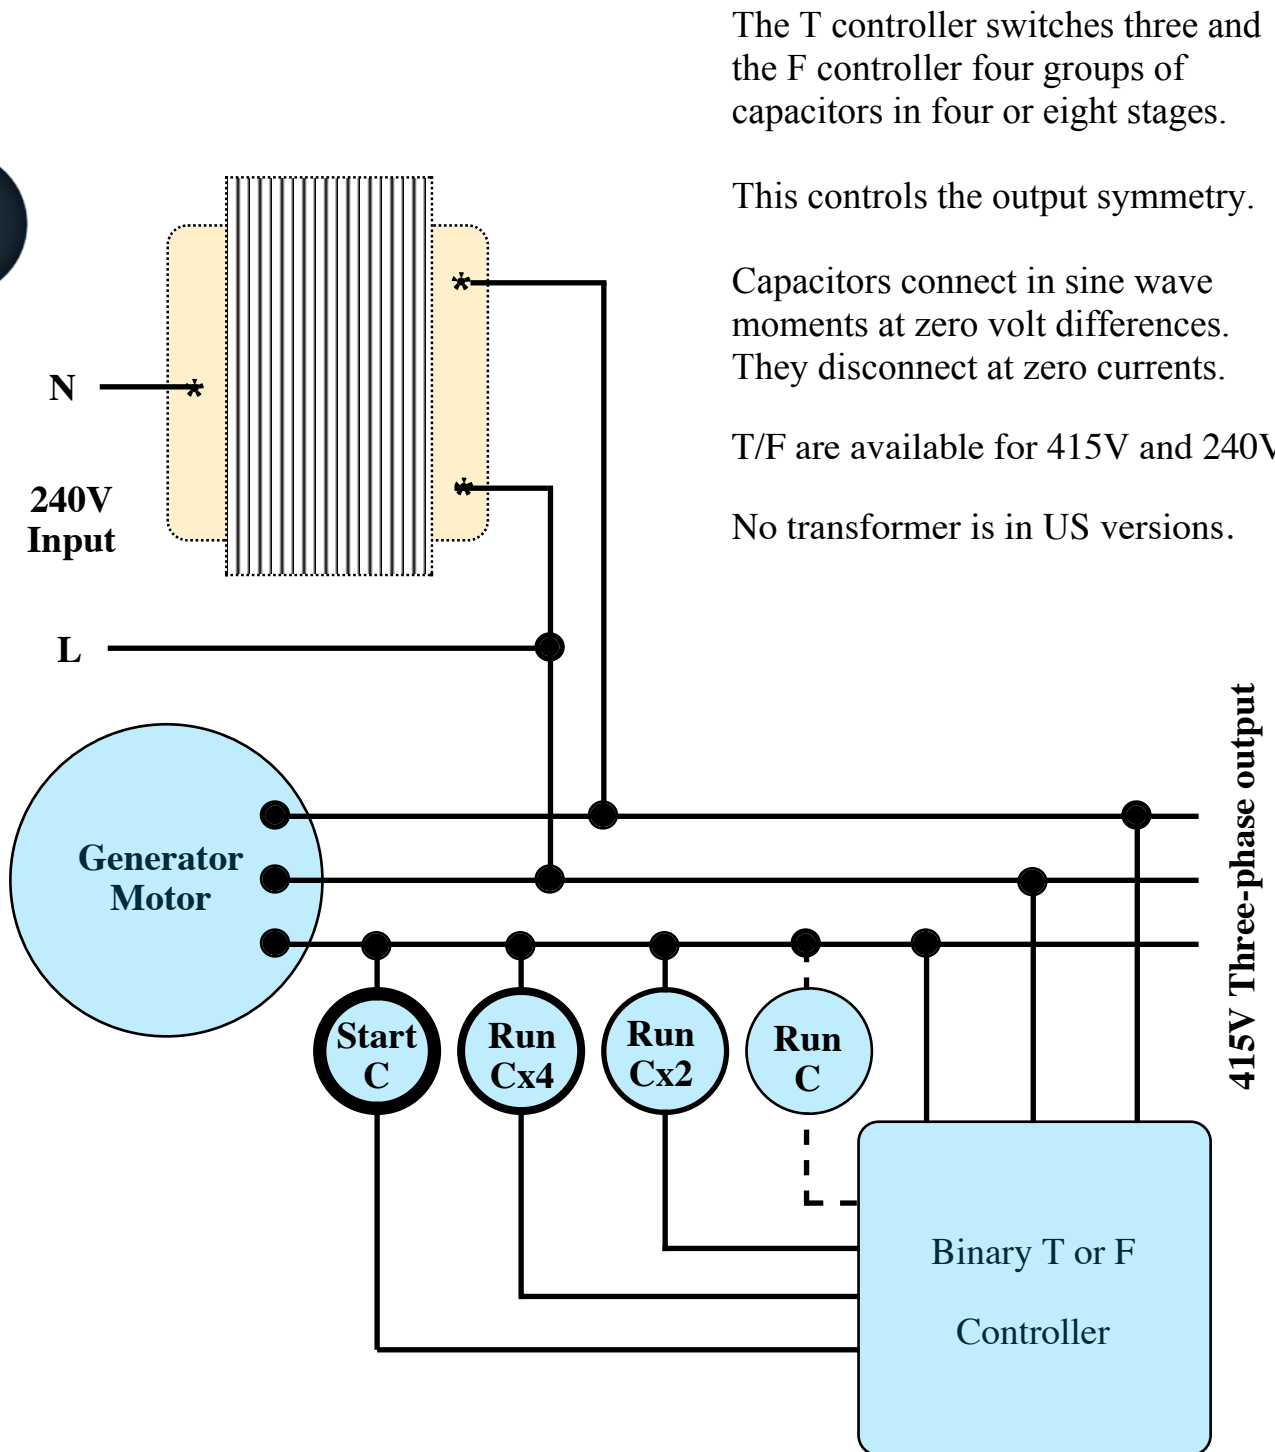 The T controller switches three and
the F controller four groups of
capacitors in four or eight stages.
This controls the output symmetry.
Capacitors connect in sine wave
moments at zero volt differences.
They disconnect at zero currents.
T/F are available for 415V and 240V
No transformer is in US versions.
*
*
N
*
240V
Input
L
415V Three-phase output
Generator
Motor
Start
C
Run
Cx4
Run
Cx2
Run
C
Binary T or F
Controller